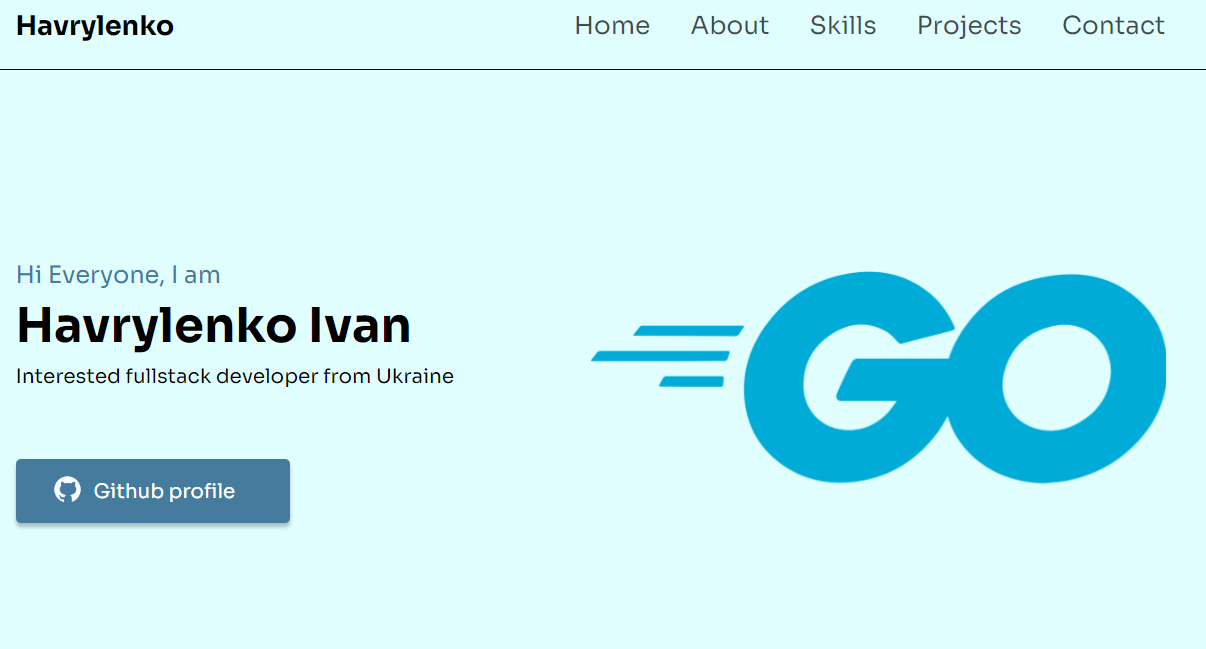 Havrylenko
Home About Skills Projects Contact
Hi Everyone, I am
Havrylenko Ivan
Interested fullstack developer from Ukraine
Github profile
GO